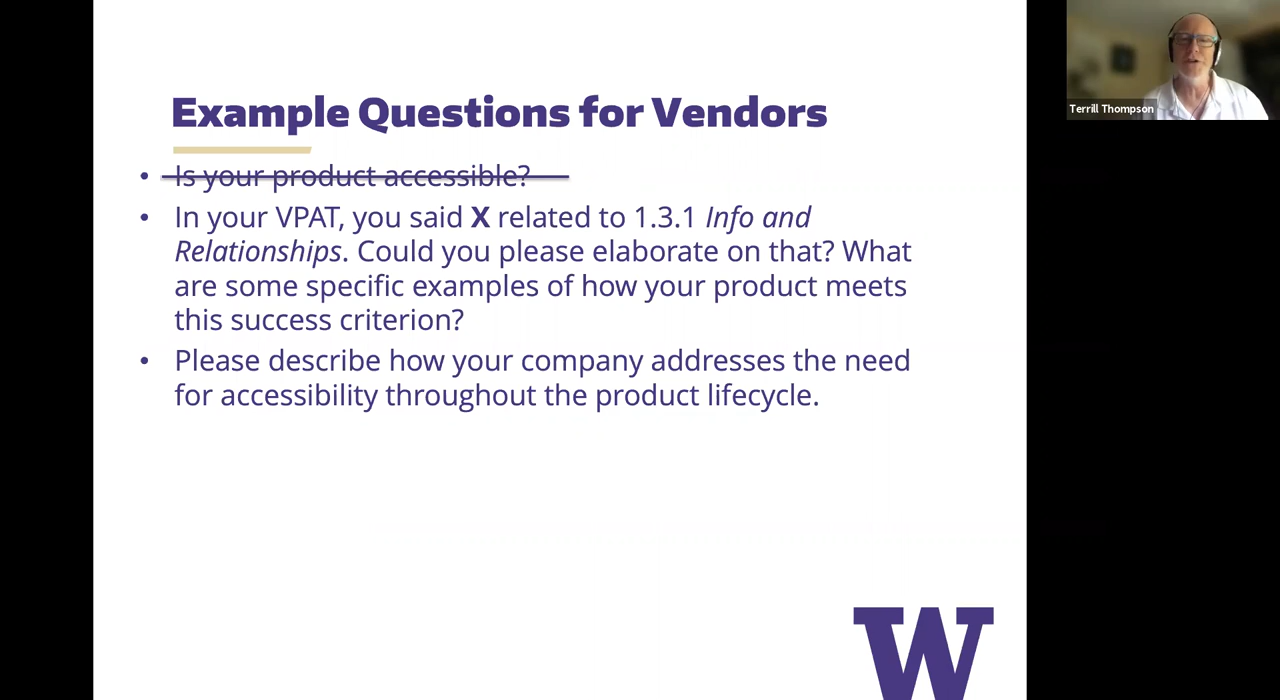 Example Questions for Vendors
Terrill Thompson
• Is your product accessible?
• In your VPAT, you said X related to 1.3.1 Info and
Relationships. Could you please elaborate on that? What
are some specific examples of how your product meets
this success criterion?
• Please describe how your company addresses the need
for accessibility throughout the product lifecycle.
W